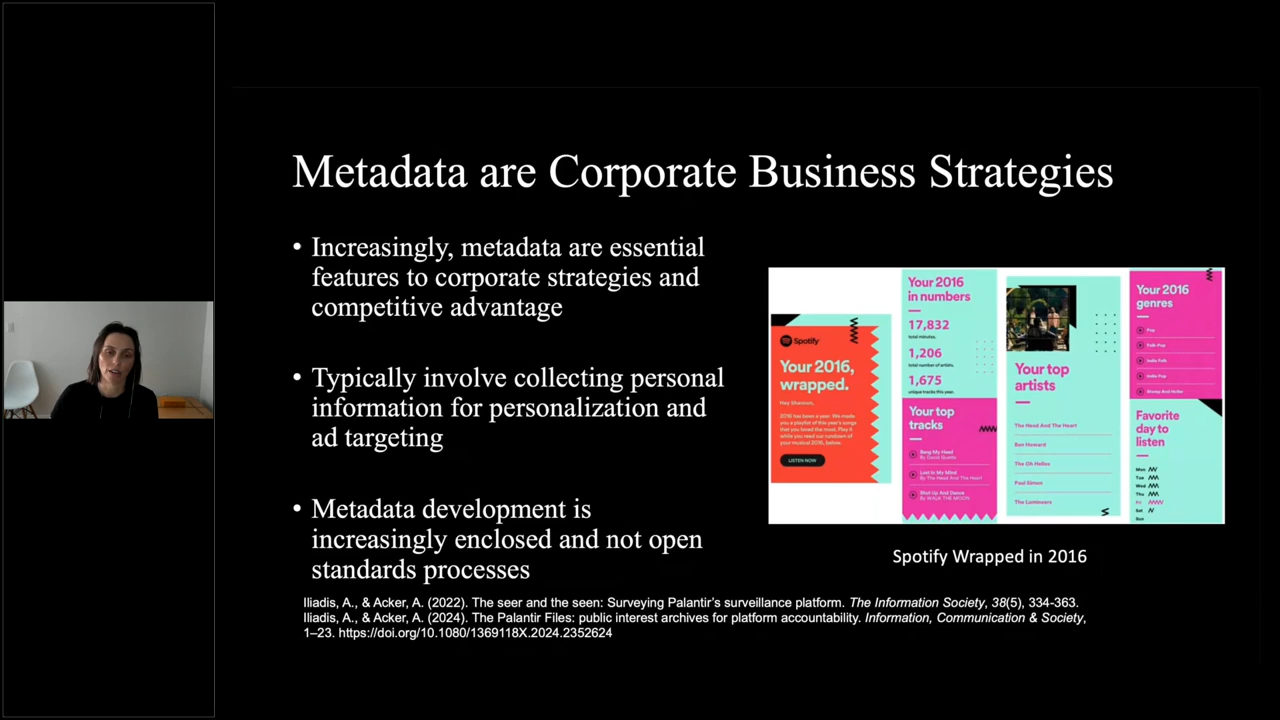 Metadata are Corporate Business Strategies
• Increasingly, metadata are essential
features to corporate strategies and
competitive advantage
• Typically involve collecting personal
information for personalization and
ad targeting
• Metadata development is
increasingly enclosed and not open
standards processes
Spotify
Your 2016,
wrapped.
Hey Shannon,
2016 has been a year. We made
you a playlist of this year's songs
that you loved the most. Play it
while you read our rundown of
your musical 2016, below.
LISTEN NOW
Your 2016
in numbers
17,832
total minutes.
1,206
total number of artists.
1,675
unique tracks this year.
Your top
tracks
Bang My Head
By David Guetta
Lost In My Mind
By The Head And The Heart
Shut Up And Dance
By WALK THE MOON
Your top
artists
The Head And The Heart
Ben Howard
The Oh Hellos
Paul Simon
The Lumineers
Your 2016
genres
Pop
Folk-Pop
Indie Folk
Indie Pop
Stomp And Holler
Favorite
day to
listen
Mon
Tue
Wed
Thu
Fri
Sat
Sun
Spotify Wrapped in 2016
Iliadis, A., & Acker, A. (2022). The seer and the seen: Surveying Palantir's surveillance platform. The Information Society, 38(5), 334-363.
Iliadis, A., & Acker, A. (2024). The Palantir Files: public interest archives for platform accountability. Information, Communication & Society,
1–23. https://doi.org/10.1080/1369118X.2024.2352624